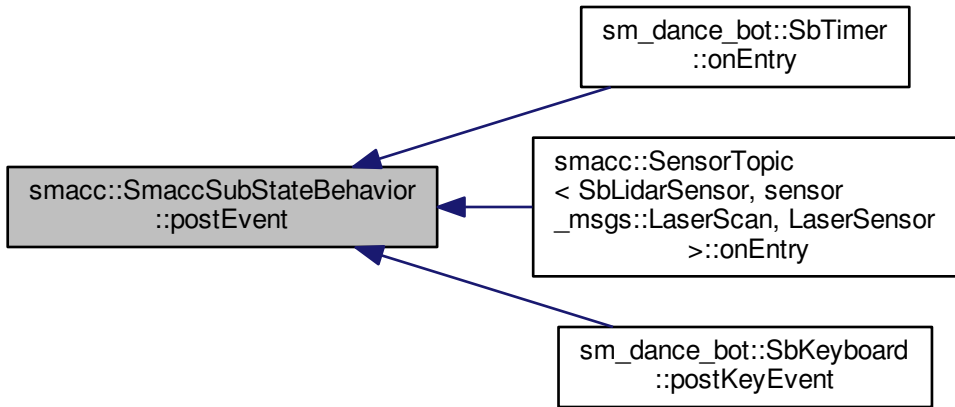 smacc::SmaccSubStateBehavior
::postEvent
sm_dance_bot::SbTimer
::onEntry
smacc::SensorTopic
< SbLidarSensor, sensor
_msgs::LaserScan, LaserSensor
>::onEntry
sm_dance_bot::SbKeyboard
::postKeyEvent